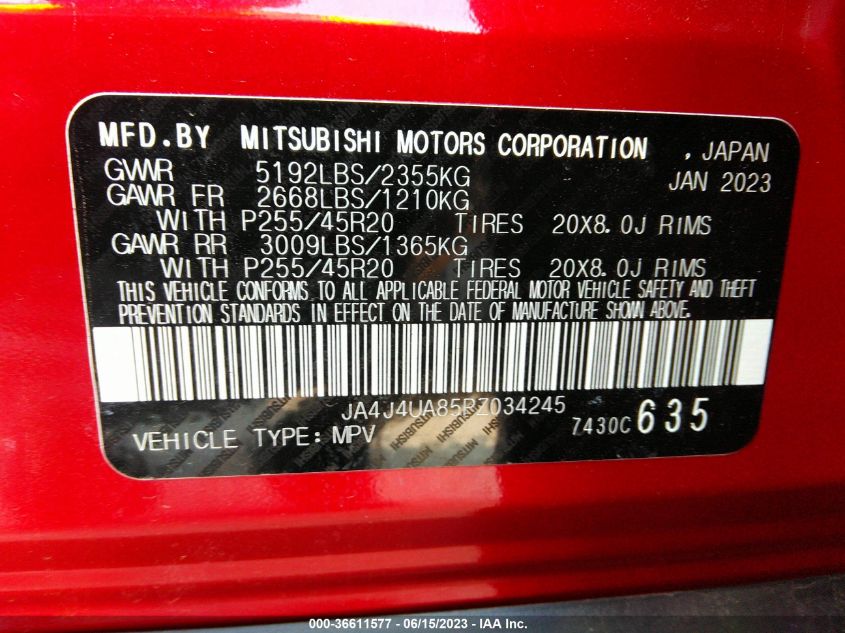 MFD.BY MITSUBISHI MOTORS CORPORATION , JAPAN
GVWR 5192LBS/2355KG JAN 2023
GAWR FR 2668LBS/1210KG
WITH P255/45R20 TIRES 20X8.0J RIMS
GAWR RR 3009LBS/1365KG
WITH P255/45R20 TIRES 20X8.0J RIMS
THIS VEHICLE CONFORMS TO ALL APPLICABLE FEDERAL MOTOR VEHICLE SAFETY AND THEFT
PREVENTION STANDARDS IN EFFECT ON THE DATE OF MANUFACTURE SHOWN ABOVE.
JA4J4UA85RZ034245
VEHICLE TYPE: MPV 7430C 635
000-36611577 - 06/15/2023 - IAA Inc.